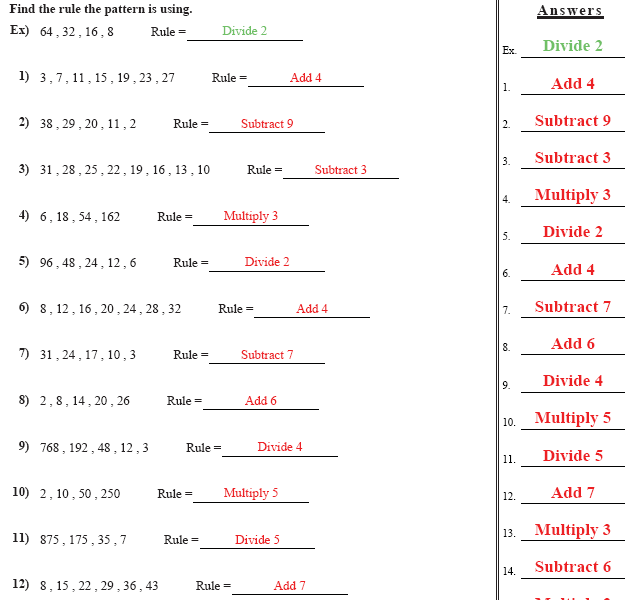 Find the rule the pattern is using.
Ex) 64 , 32 , 16 , 8 Rule = Divide 2
1) 3 , 7 , 11 , 15 , 19 , 23 , 27 Rule = Add 4
2) 38 , 29 , 20 , 11 , 2 Rule = Subtract 9
3) 31 , 28 , 25 , 22 , 19 , 16 , 13 , 10 Rule = Subtract 3
4) 6 , 18 , 54 , 162 Rule = Multiply 3
5) 96 , 48 , 24 , 12 , 6 Rule = Divide 2
6) 8 , 12 , 16 , 20 , 24 , 28 , 32 Rule = Add 4
7) 31 , 24 , 17 , 10 , 3 Rule = Subtract 7
8) 2 , 8 , 14 , 20 , 26 Rule = Add 6
9) 768 , 192 , 48 , 12 , 3 Rule = Divide 4
10) 2 , 10 , 50 , 250 Rule = Multiply 5
11) 875 , 175 , 35 , 7 Rule = Divide 5
12) 8 , 15 , 22 , 29 , 36 , 43 Rule = Add 7
Answers
Ex. Divide 2
1. Add 4
2. Subtract 9
3. Subtract 3
4. Multiply 3
5. Divide 2
6. Add 4
7. Subtract 7
8. Add 6
9. Divide 4
10. Multiply 5
11. Divide 5
12. Add 7
13. Multiply 3
14. Subtract 6